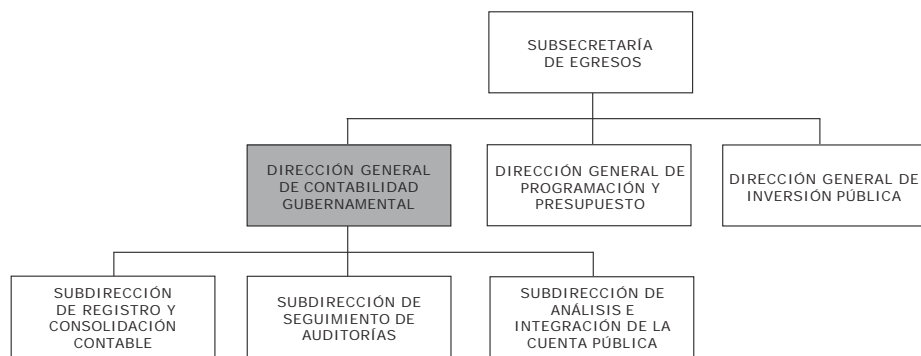 SUBSECRETARÍA
DE EGRESOS
DIRECCIÓN GENERAL
DE CONTABILIDAD
GUBERNAMENTAL
DIRECCIÓN GENERAL DE
PROGRAMACIÓN Y
PRESUPUESTO
DIRECCIÓN GENERAL DE
INVERSIÓN PÚBLICA
SUBDIRECCIÓN
DE REGISTRO Y
CONSOLIDACIÓN
CONTABLE
SUBDIRECCIÓN DE
SEGUIMIENTO DE
AUDITORÍAS
SUBDIRECCIÓN DE
ANÁLISIS E
INTEGRACIÓN DE LA
CUENTA PÚBLICA